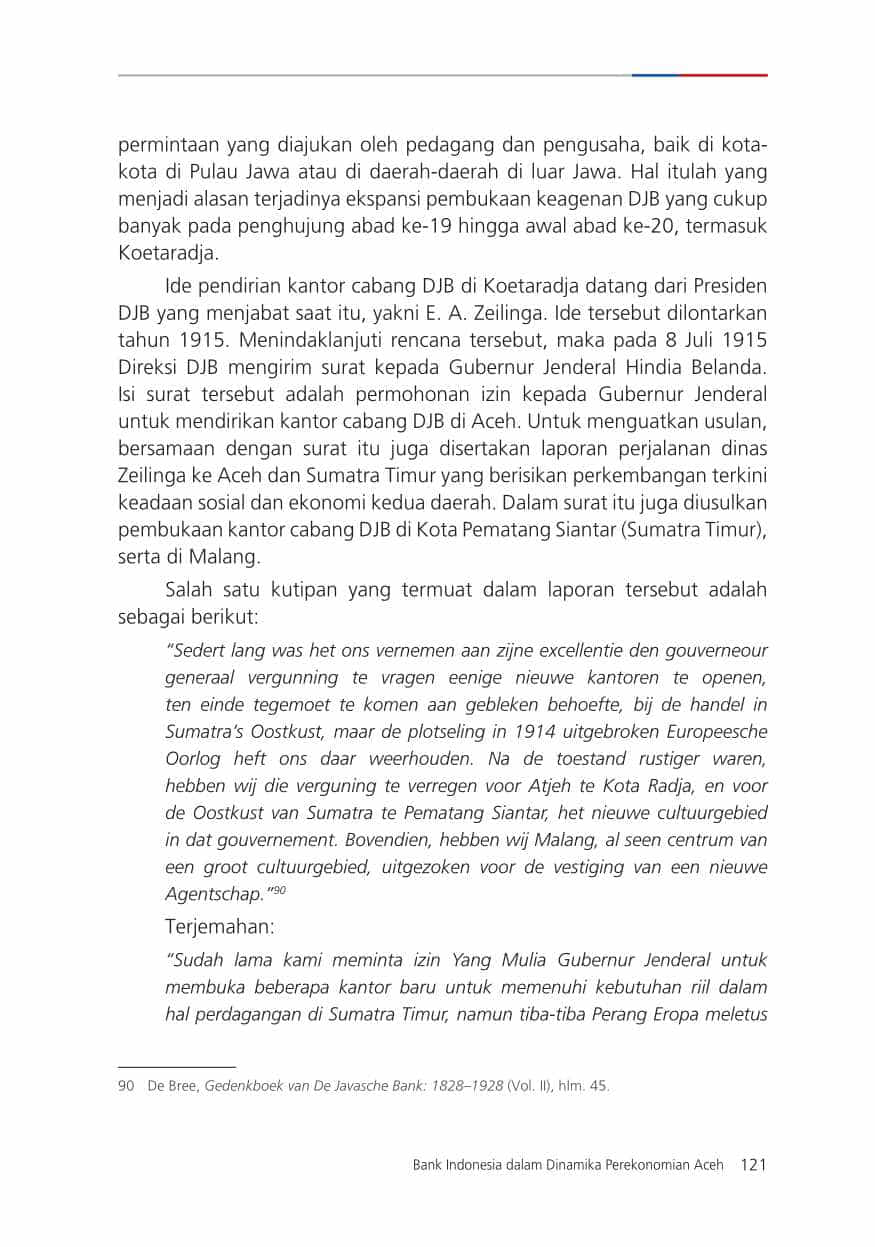 permintaan yang diajukan oleh pedagang dan pengusaha, baik di kota-
kota di Pulau Jawa atau di daerah-daerah di luar Jawa. Hal itulah yang
menjadi alasan terjadinya ekspansi pembukaan keagenan DJB yang cukup
banyak pada penghujung abad ke-19 hingga awal abad ke-20, termasuk
Koetaradja.
Ide pendirian kantor cabang DJB di Koetaradja datang dari Presiden
DJB yang menjabat saat itu, yakni E. A. Zeilinga. Ide tersebut dilontarkan
tahun 1915. Menindaklanjuti rencana tersebut, maka pada 8 Juli 1915
Direksi DJB mengirim surat kepada Gubernur Jenderal Hindia Belanda.
Isi surat tersebut adalah permohonan izin kepada Gubernur Jenderal
untuk mendirikan kantor cabang DJB di Aceh. Untuk menguatkan usulan,
bersamaan dengan surat itu juga disertakan laporan perjalanan dinas
Zeilinga ke Aceh dan Sumatra Timur yang berisikan perkembangan terkini
keadaan sosial dan ekonomi kedua daerah. Dalam surat itu juga diusulkan
pembukaan kantor cabang DJB di Kota Pematang Siantar (Sumatra Timur),
serta di Malang.
Salah satu kutipan yang termuat dalam laporan tersebut adalah
sebagai berikut:
“Sedert lang was het ons vernemen aan zijne excellentie den gouverneour
generaal vergunning te vragen eenige nieuwe kantoren te openen,
ten einde tegemoet te komen aan gebleken behoefte, bij de handel in
Sumatra’s Oostkust, maar de plotseling in 1914 uitgebroken Europeesche
Oorlog heft ons daar weerhouden. Na de toestand rustiger waren,
hebben wij die verguning te verregen voor Atjeh te Kota Radja, en voor
de Oostkust van Sumatra te Pematang Siantar, het nieuwe cultuurgebied
in dat gouvernement. Bovendien, hebben wij Malang, al seen centrum van
een groot cultuurgebied, uitgezoken voor de vestiging van een nieuwe
Agentschap.”90
Terjemahan:
“Sudah lama kami meminta izin Yang Mulia Gubernur Jenderal untuk
membuka beberapa kantor baru untuk memenuhi kebutuhan riil dalam
hal perdagangan di Sumatra Timur, namun tiba-tiba Perang Eropa meletus
90 De Bree, Gedenkboek van De Javasche Bank: 1828–1928 (Vol. II), hlm. 45.
Bank Indonesia dalam Dinamika Perekonomian Aceh 121